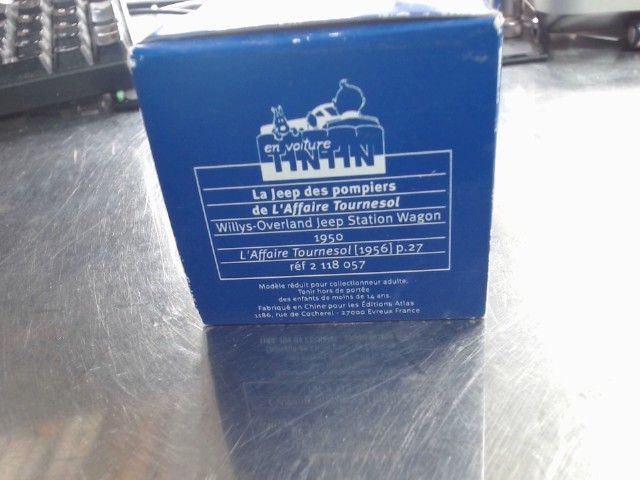 en voiture
TINTIN
La Jeep des pompiers
de L'Affaire Tournesol
Willys-Overland Jeep Station Wagon
1950
L'Affaire Tournesol [1956] p.27
réf 2 118 057
Modèle réduit pour collectionneur adulte.
Tenir hors de portée
des enfants de moins de 14 ans.
Fabriqué en Chine pour les Éditions Atlas
1186, rue de Cocherel - 27000 Evreux France